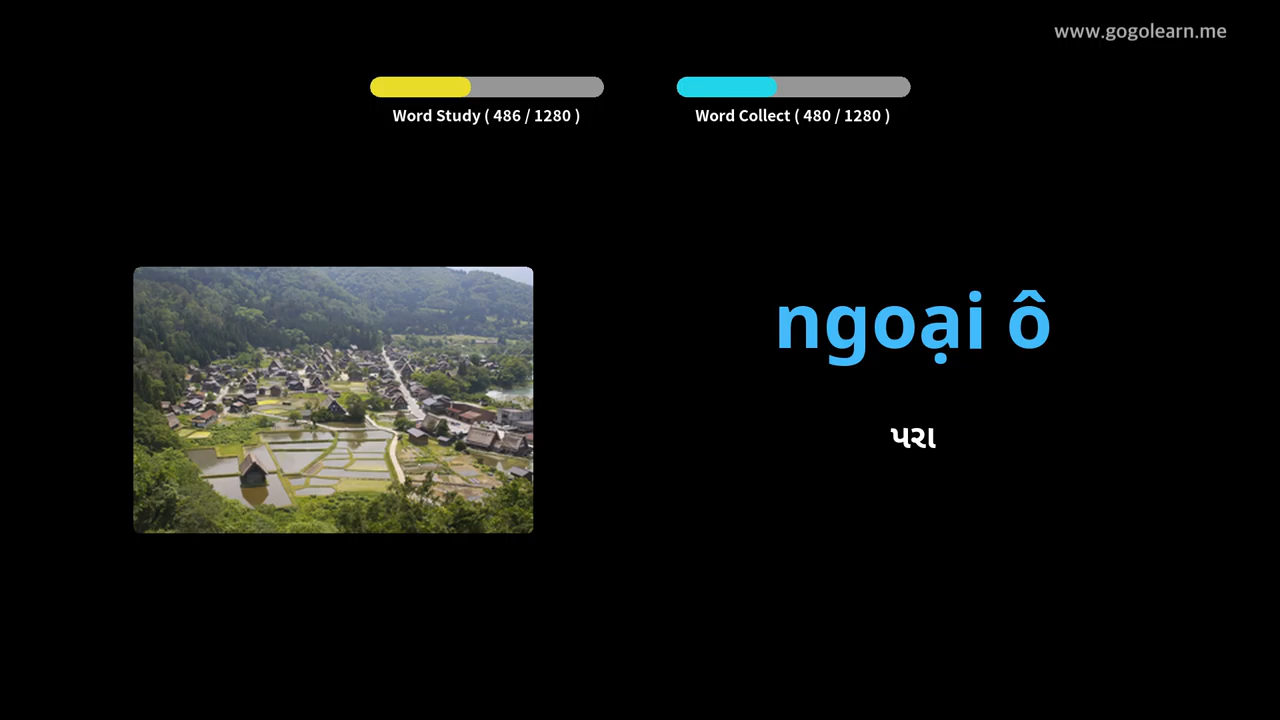 www.gogolearn.me
Word Study ( 486 / 1280 )
Word Collect ( 480 / 1280 )
ngoại ô
પરા